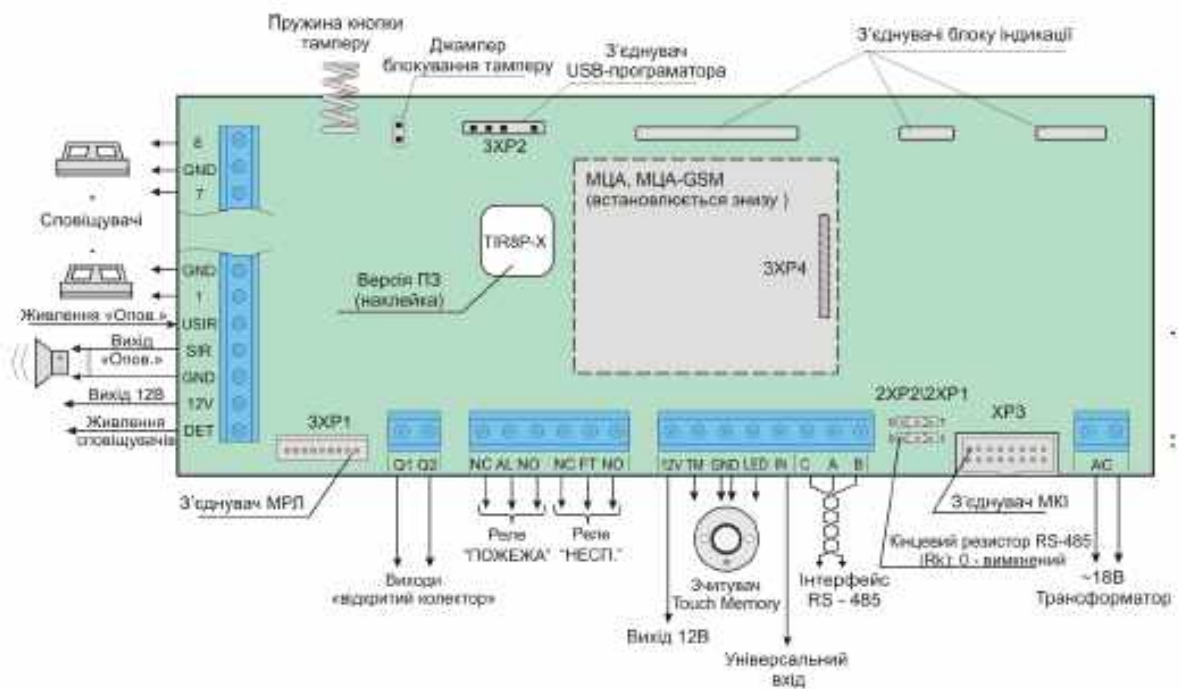 Пружина кнопки
тамперу
Джампер
блокування тамперу
З'єднувач
USB-програматора
З'єднувачі блоку індикації
3XP2
МЦА, МЦА-GSM
(встановлюється знизу )
TIR8P-X
3XP4
Версія ПЗ
(наклейка)
GND
7
Сповіщувачі
GND
1
Живлення «Опов.»
USIR
Вихід
«Опов.»
SIR
GND
Вихід 12В
12V
Живлення
сповіщувачів
DET
3XP1
2XP2\2XP1
XP3
Q1 Q2
NC AL NO NC FT NO
12V TM GND LED IN C A B
AC
З'єднувач МРЛ
З'єднувач МКІ
Реле
"ПОЖЕЖА"
Реле
"НЕСП."
Виходи
«відкритий колектор»
Зчитувач
Touch Memory
Інтерфейс
RS - 485
Кінцевий резистор RS-485
(Rk): 0 - вимкнений
~18В
Трансформатор
Вихід 12В
Універсальний
вхід